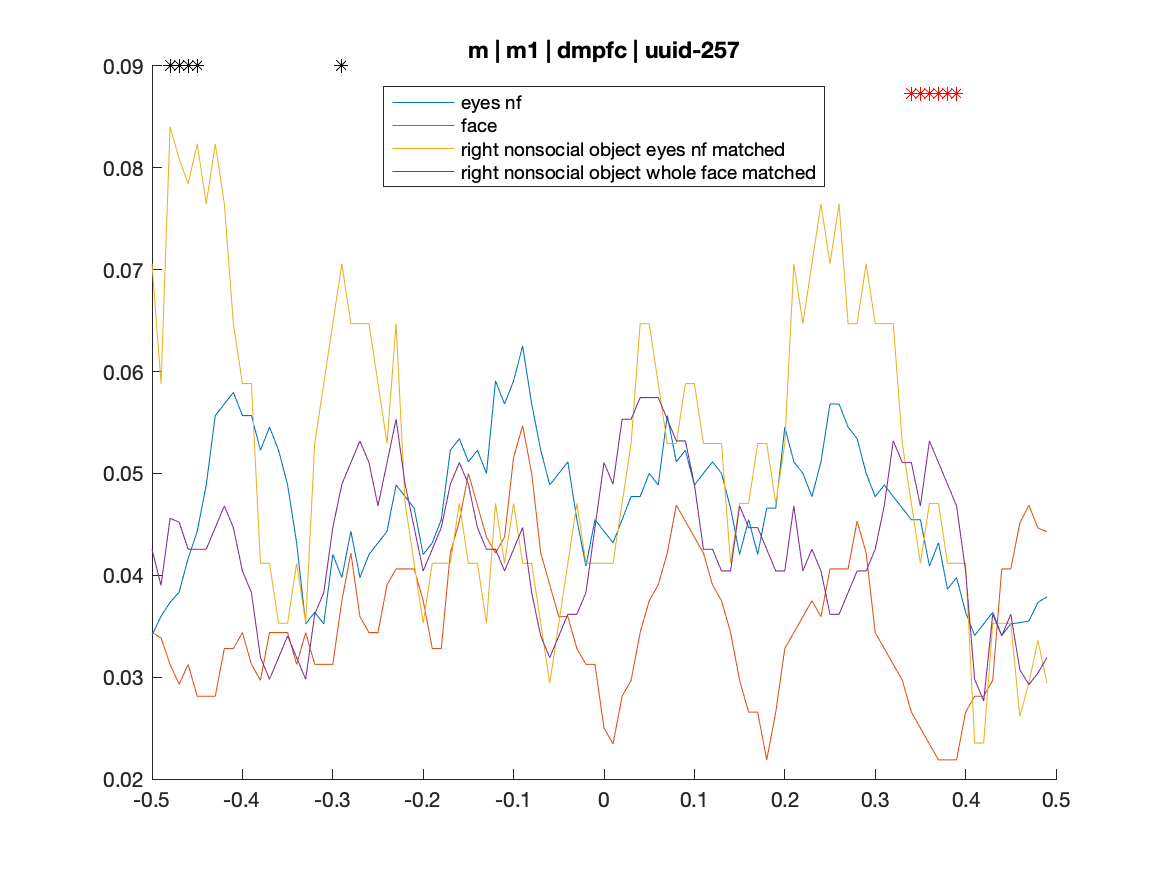 m | m1 | dmpfc | uuid-257
0.09
0.08
0.07
0.06
0.05
0.04
0.03
0.02
eyes nf
face
right nonsocial object eyes nf matched
right nonsocial object whole face matched
-0.5 -0.4 -0.3 -0.2 -0.1 0 0.1 0.2 0.3 0.4 0.5